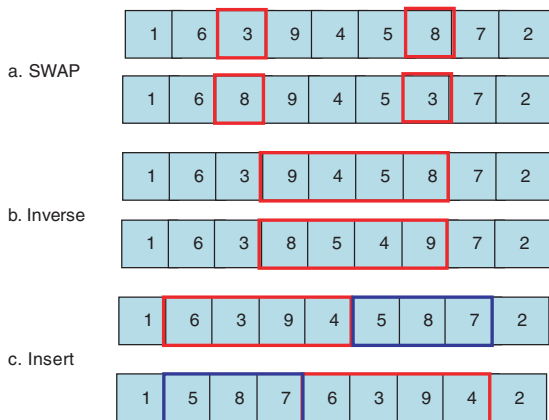 1 6 3 9 4 5 8 7 2
a. SWAP
1 6 8 9 4 5 3 7 2
1 6 3 9 4 5 8 7 2
b. Inverse
1 6 3 8 5 4 9 7 2
1 6 3 9 4 5 8 7 2
c. Insert
1 5 8 7 6 3 9 4 2